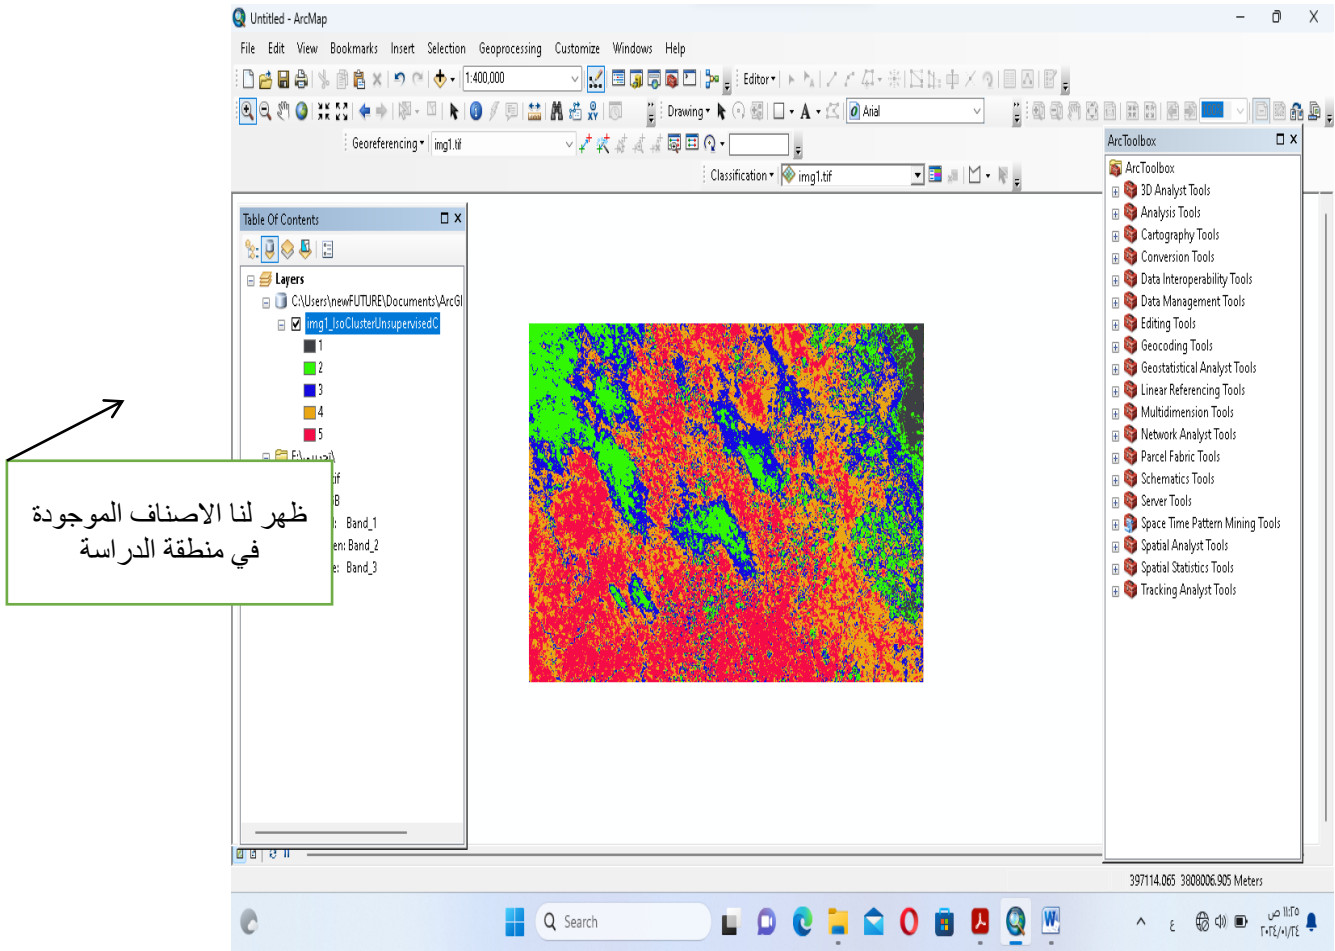 Untitled - ArcMap
File Edit View Bookmarks Insert Selection Geoprocessing Customize Windows Help
1:400,000 Editor
Drawing A Arial
Georeferencing img1.tif
Classification img1.tif
Table Of Contents
Layers
C:\Users\newFUTURE\Documents\ArcGI
img1_IsoClusterUnsupervisedC
1
2
3
4
5
ظهر لنا الاصناف الموجودة
في منطقة الدراسة
Band_1
Band_2
Band_3
ArcToolbox
ArcToolbox
3D Analyst Tools
Analysis Tools
Cartography Tools
Conversion Tools
Data Interoperability Tools
Data Management Tools
Editing Tools
Geocoding Tools
Geostatistical Analyst Tools
Linear Referencing Tools
Multidimension Tools
Network Analyst Tools
Parcel Fabric Tools
Schematics Tools
Server Tools
Space Time Pattern Mining Tools
Spatial Analyst Tools
Spatial Statistics Tools
Tracking Analyst Tools
397114.065 3808006.905 Meters
Search
ع
١١:٢٥ ص
٢٠٢٤/٠١/٢٤